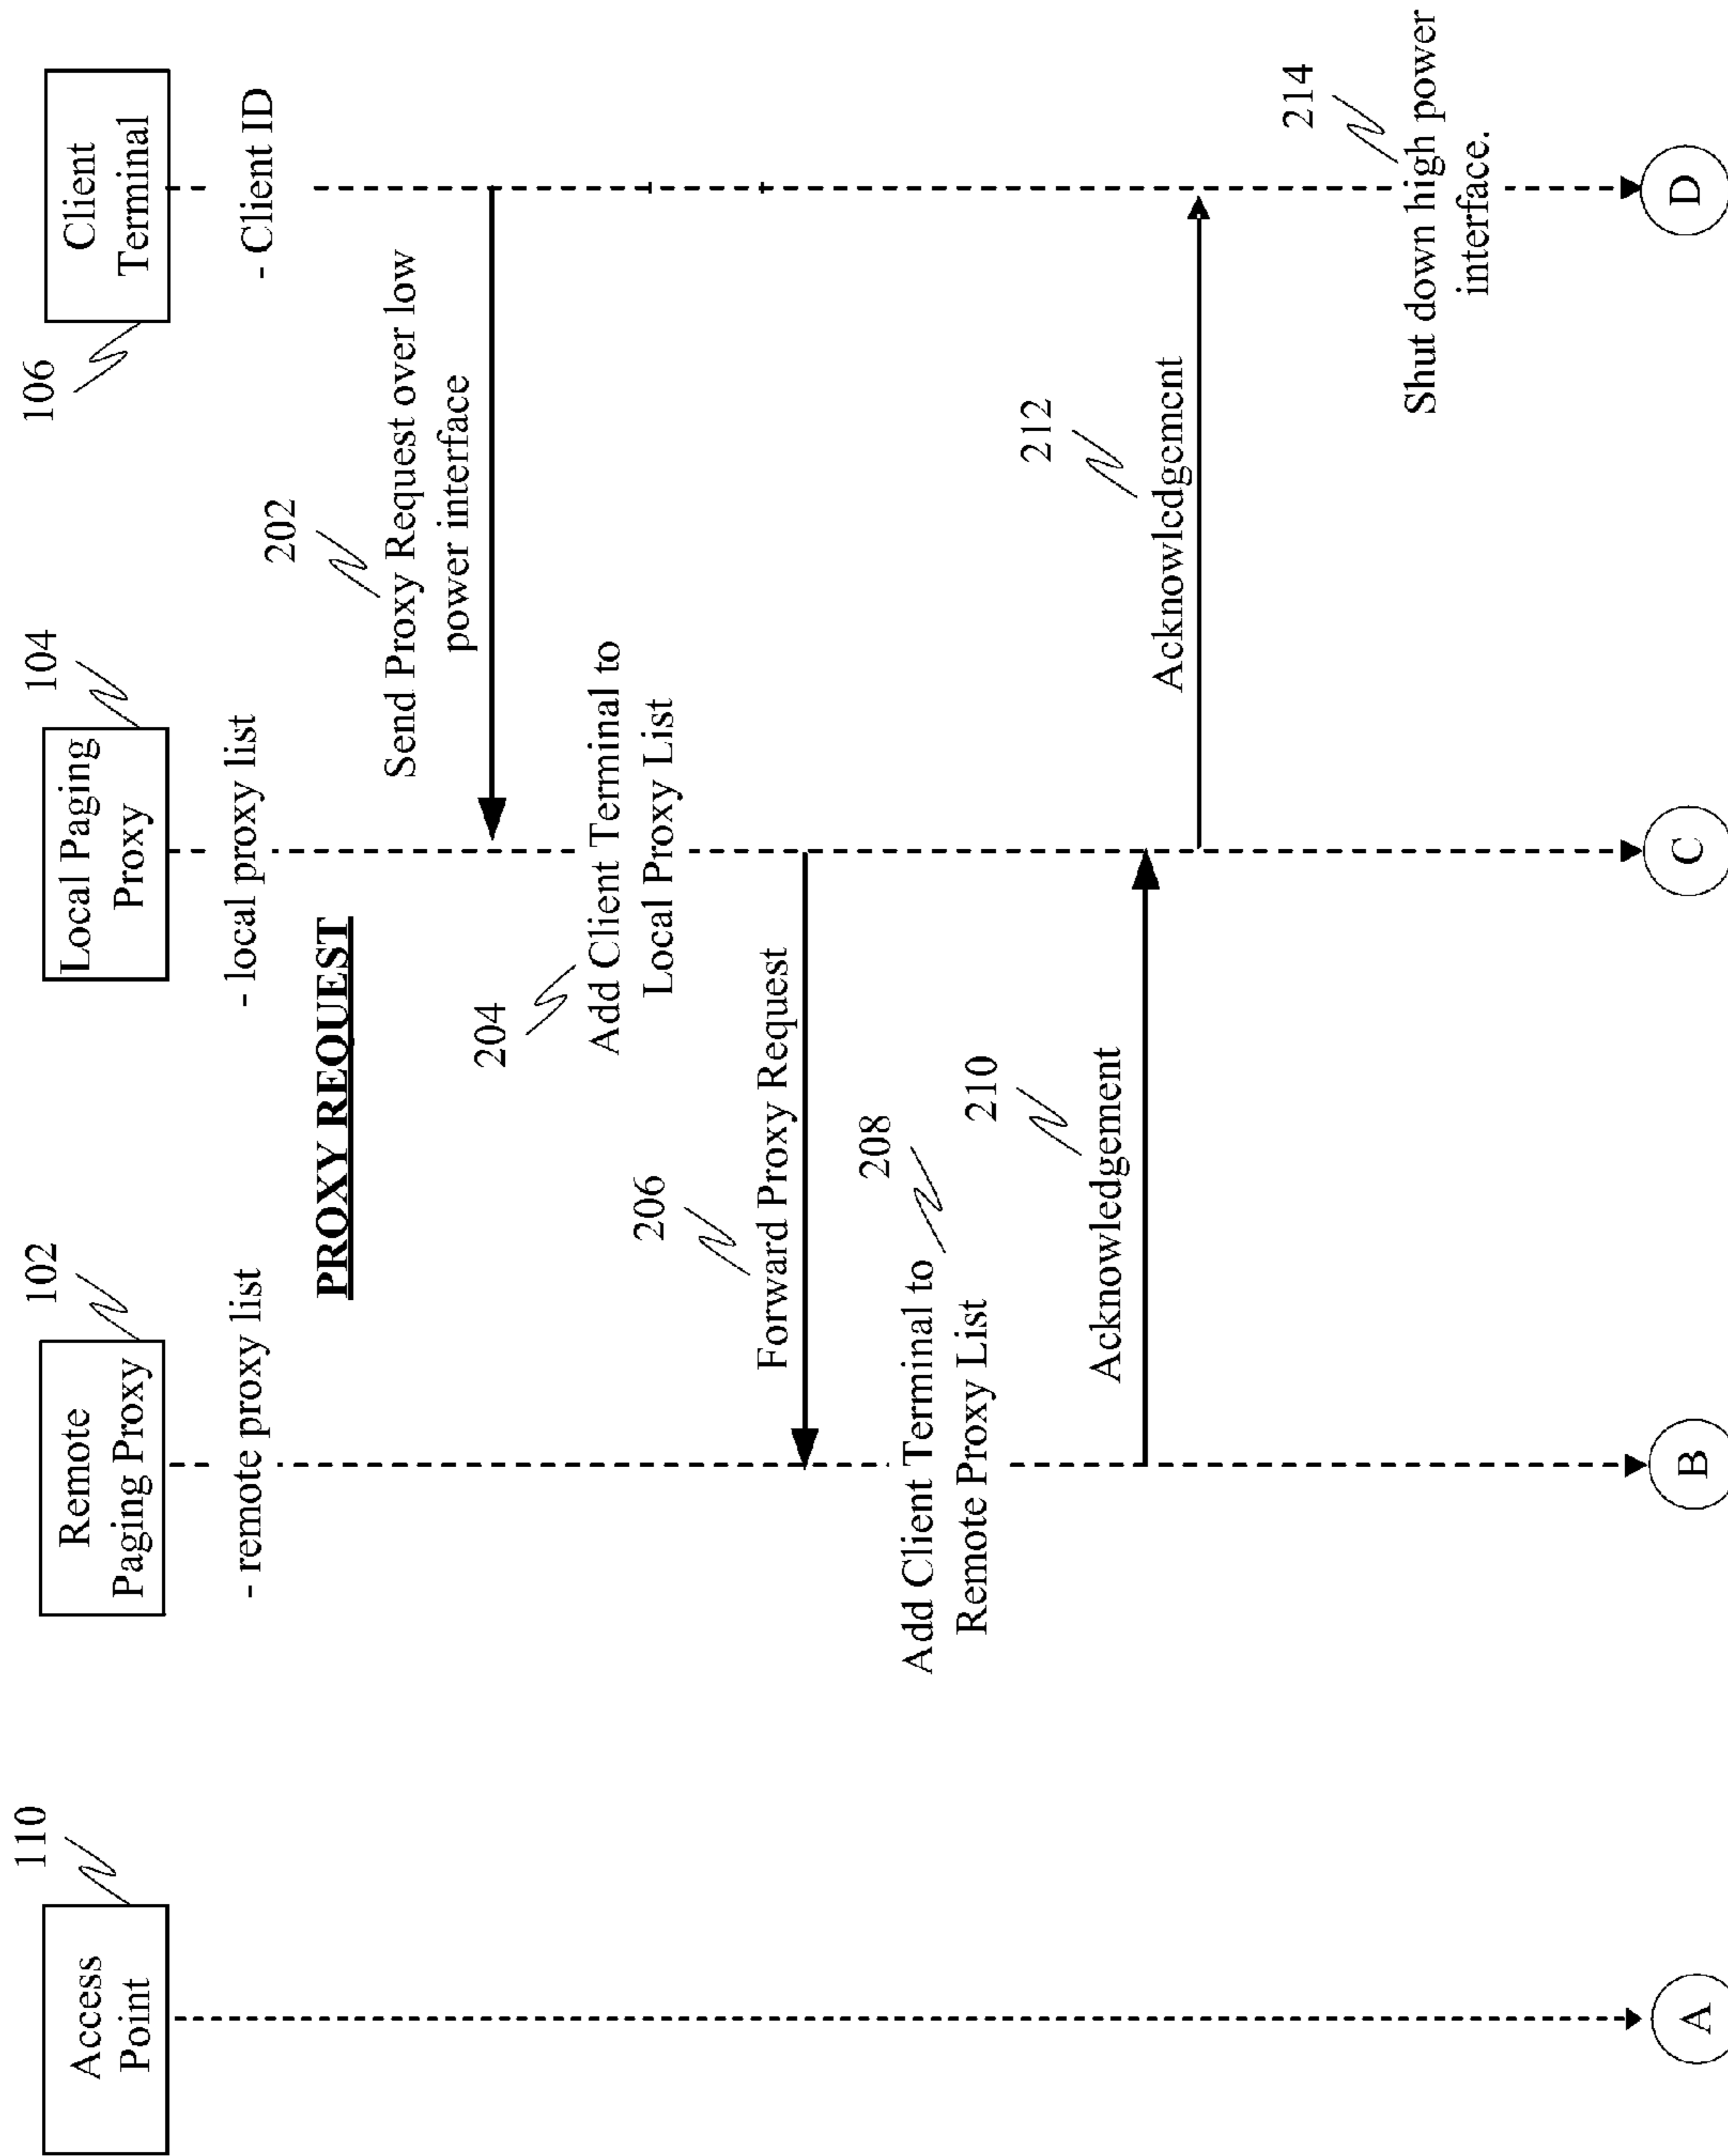 110
Access
Point
102
Remote
Paging Proxy
- remote proxy list
104
Local Paging
Proxy
- local proxy list
106
Client
Terminal
- Client ID
PROXY REQUEST
202
Send Proxy Request over low
power interface
204
Add Client Terminal to
Local Proxy List
206
Forward Proxy Request
208
Add Client Terminal to
Remote Proxy List
210
Acknowledgement
212
Acknowledgement
214
Shut down high power
interface.
A
B
C
D